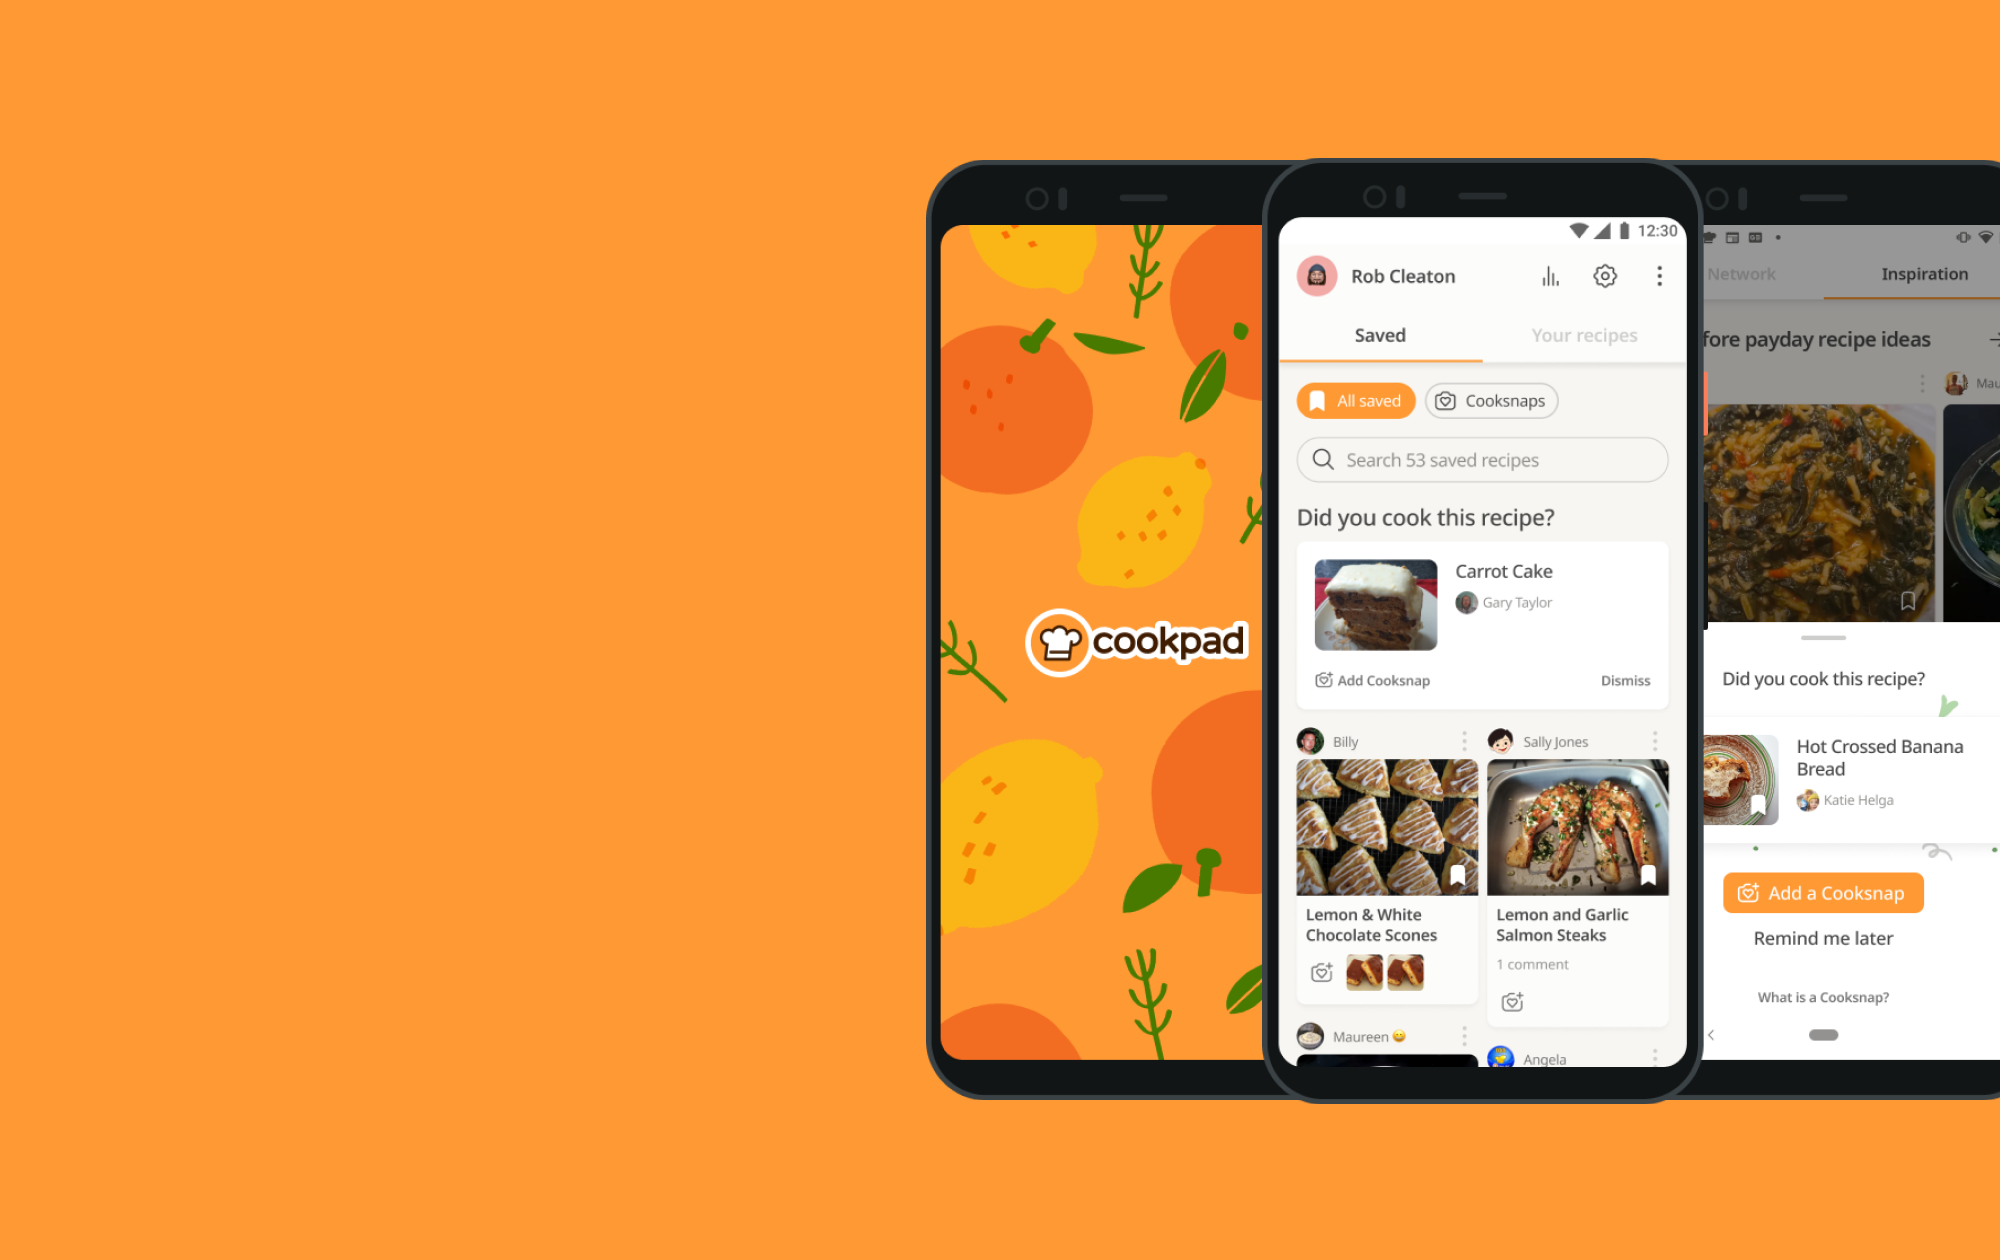 cookpad
12:30
Rob Cleaton
Saved
Your recipes
All saved
Cooksnaps
Search 53 saved recipes
Did you cook this recipe?
Carrot Cake
Gary Taylor
Add Cooksnap
Dismiss
Billy
Lemon & White
Chocolate Scones
Sally Jones
Lemon and Garlic
Salmon Steaks
1 comment
Maureen 😋
Angela
Network
Inspiration
fore payday recipe ideas
Mau
Did you cook this recipe?
Hot Crossed Banana
Bread
Katie Helga
Add a Cooksnap
Remind me later
What is a Cooksnap?